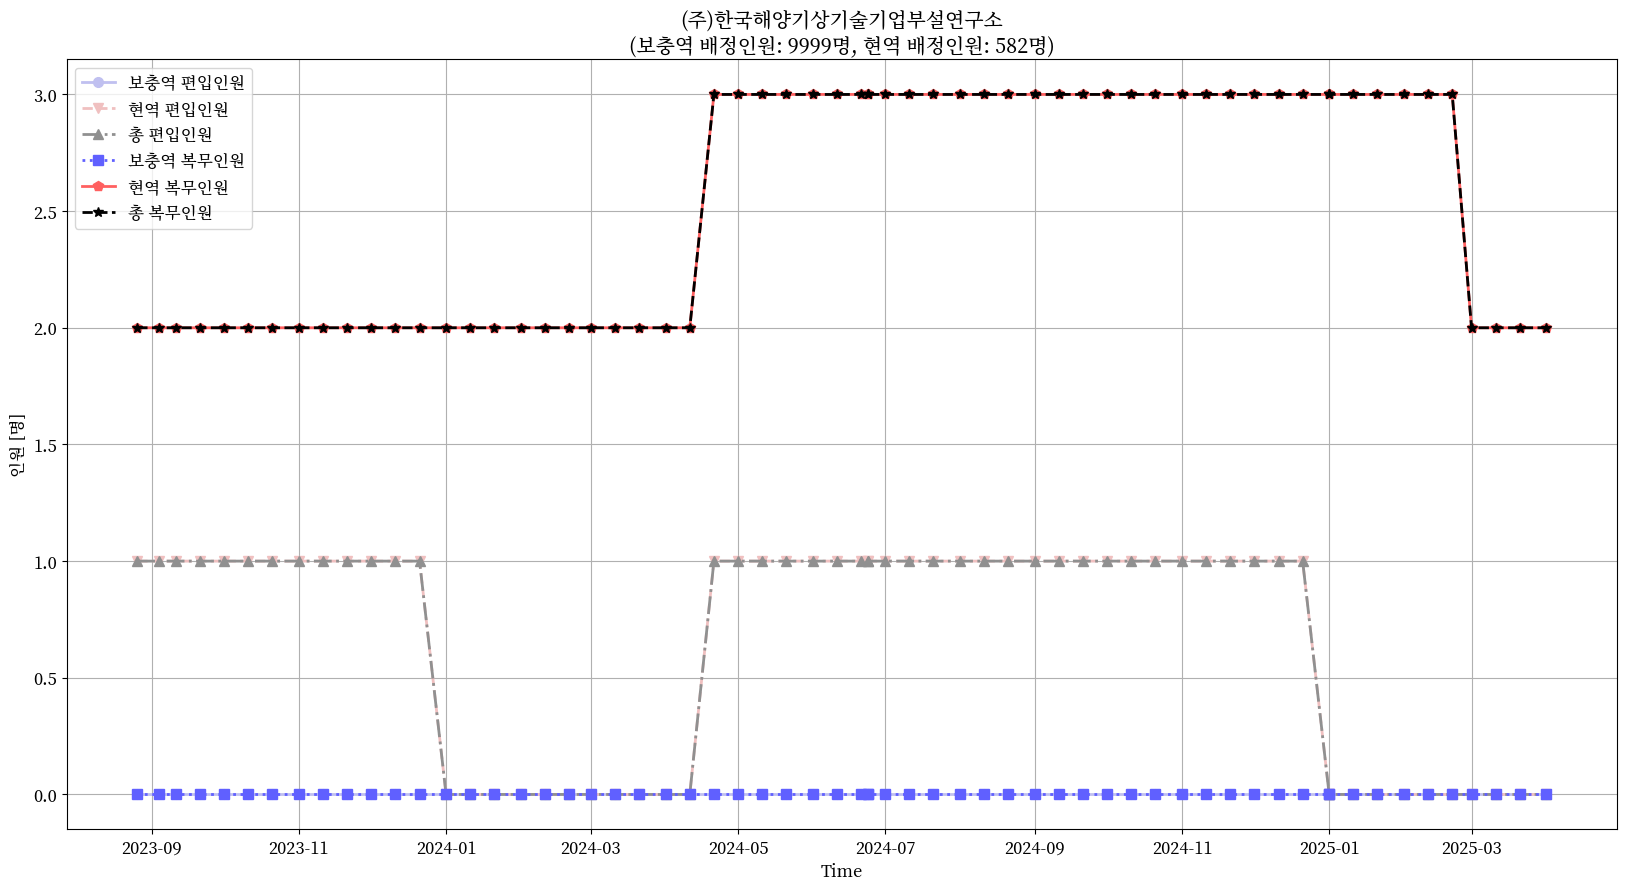 (주)한국해양기상기술기업부설연구소
(보충역 배정인원: 9999명, 현역 배정인원: 582명)
보충역 편입인원
현역 편입인원
총 편입인원
보충역 복무인원
현역 복무인원
총 복무인원
3.0
2.5
2.0
1.5
1.0
0.5
0.0
인원 [명]
2023-09 2023-11 2024-01 2024-03 2024-05 2024-07 2024-09 2024-11 2025-01 2025-03
Time